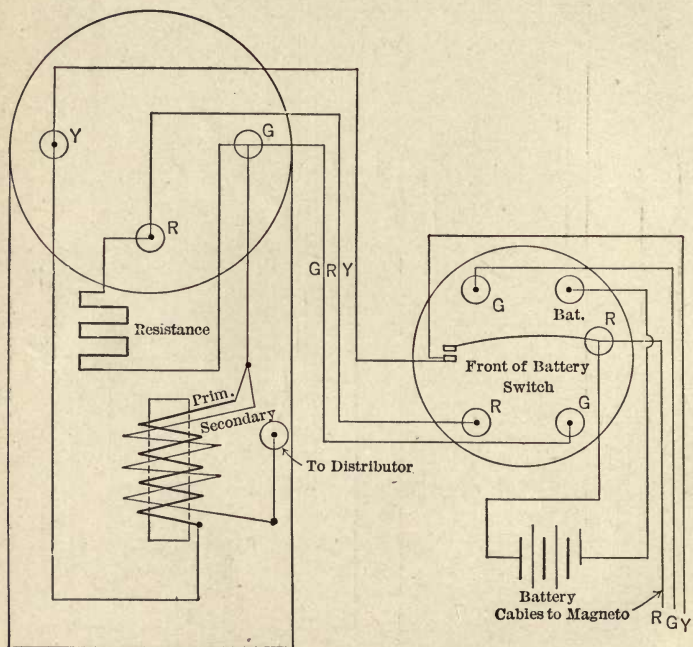 Y
G
R
G R Y
Resistance
Prim.
Secondary
To Distributor
G
Bat.
R
Front of Battery
Switch
R
G
Battery
Cables to Magneto
R G Y